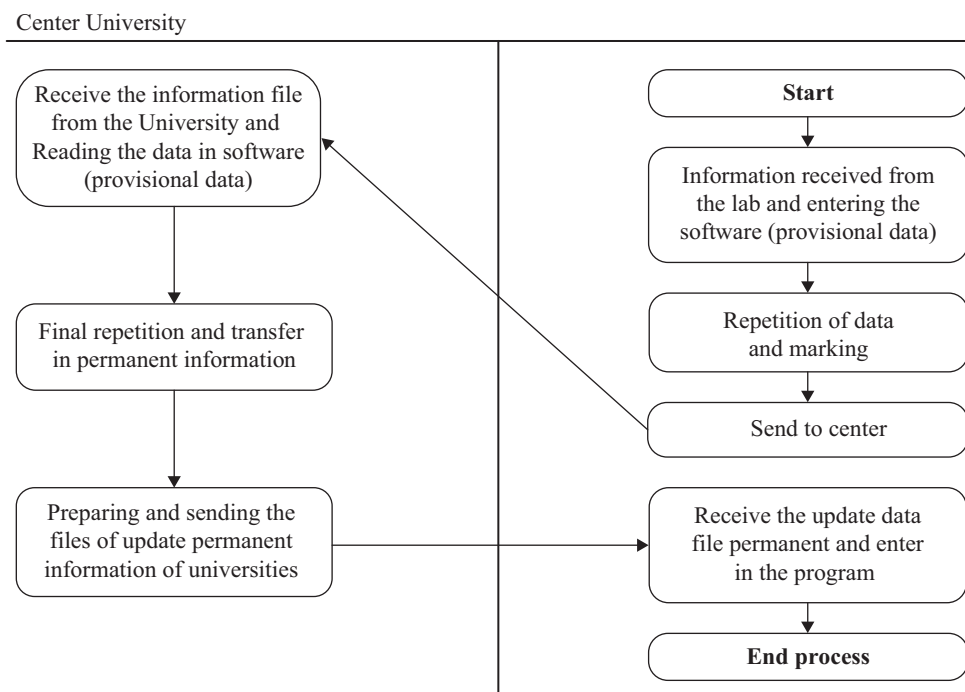 Center University
Receive the information file
from the University and
Reading the data in software
(provisional data)
Final repetition and transfer
in permanent information
Preparing and sending the
files of update permanent
information of universities
Start
Information received from
the lab and entering the
software (provisional data)
Repetition of data
and marking
Send to center
Receive the update data
file permanent and enter
in the program
End process